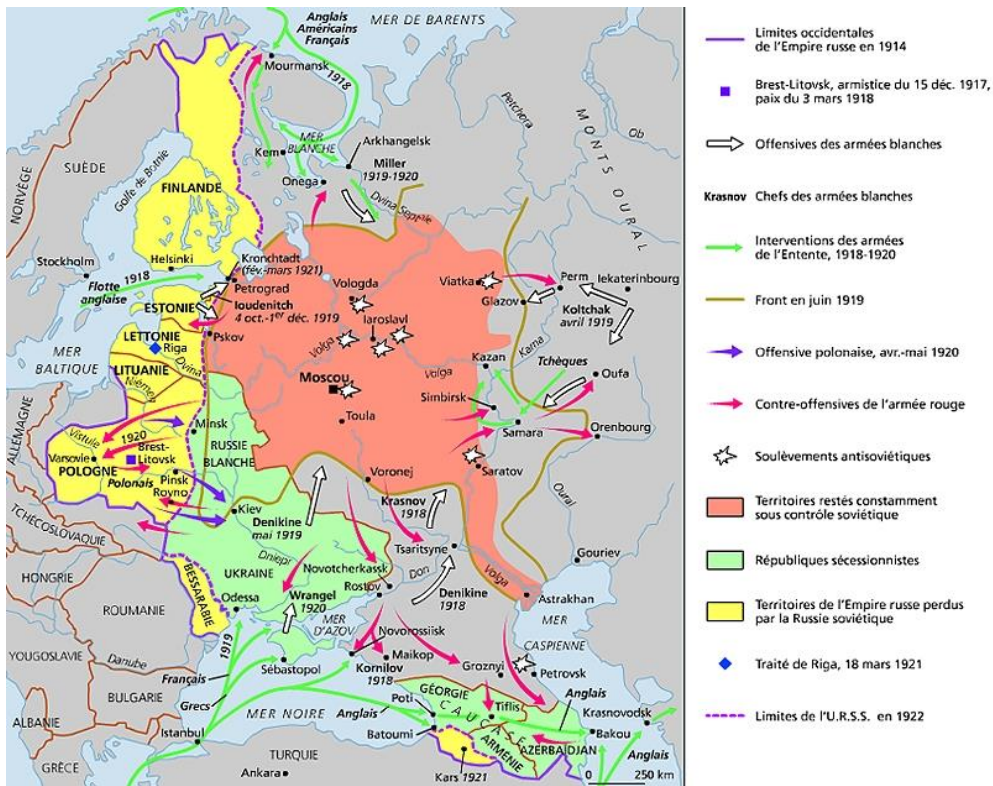 Anglais
Américains
Français
MER DE BARENTS
1918
Mourmansk
Petchora
Ob
MONTS OURAL
MER
BLANCHE
Arkhangelsk
Kem
Miller
1919-1920
Onega
Dvina Septale
NORVÈGE
SUÈDE
Golfe de Botnie
FINLANDE
Stockholm
Helsinki
Kronchtadt
(fév.-mars 1921)
Petrograd
1918
Flotte
anglaise
ESTONIE
Ioudenitch
4 oct.-1er déc. 1919
Vologda
Viatka
Glazov
Perm
Iekaterinbourg
Koltchak
avril 1919
Iaroslavl
Pskov
LETTONIE
Riga
MER
BALTIQUE
LITUANIE
Dvina
Niémen
Volga
Volga
Kazan
Kama
Tchèques
Oufa
Moscou
Simbirsk
Toula
Samara
Orenbourg
ALLEMAGNE
Minsk
Vistule
1920
RUSSIE
BLANCHE
Varsovie
Brest-
Litovsk
POLOGNE
Polonais
Pinsk
Rovno
Saratov
Voronej
Oural
Krasnov
1918
Kiev
Denikine
mai 1919
TCHÉCOSLOVAQUIE
Dniepr
Tsaritsyne
Gouriev
HONGRIE
UKRAINE
Novotcherkassk
Don
Volga
BESSARABIE
Rostov
Odessa
Wrangel
1920
Denikine
1918
Astrakhan
ROUMANIE
MER
D'AZOV
MER
CASPIENNE
YOUGOSLAVIE
Danube
1919
Novorossiisk
Maikop
Groznyi
Petrovsk
Sébastopol
Kornilov
1918
Français
BULGARIE
Grecs
GÉORGIE
Tiflis
Anglais
Poti
CAUCASE
Krasnovodsk
MER NOIRE
Anglais
Batoumi
ARMÉNIE
AZERBAÏDJAN
Bakou
ALBANIE
Istanbul
Anglais
GRÈCE
TURQUIE
Ankara
Kars 1921
0 250 km
Limites occidentales
de l'Empire russe en 1914
Brest-Litovsk, armistice du 15 déc. 1917,
paix du 3 mars 1918
Offensives des armées blanches
Krasnov Chefs des armées blanches
Interventions des armées
de l'Entente, 1918-1920
Front en juin 1919
Offensive polonaise, avr.-mai 1920
Contre-offensives de l'armée rouge
Soulèvements antisoviétiques
Territoires restés constamment
sous contrôle soviétique
Républiques sécessionnistes
Territoires de l'Empire russe perdus
par la Russie soviétique
Traité de Riga, 18 mars 1921
Limites de l'U.R.S.S. en 1922